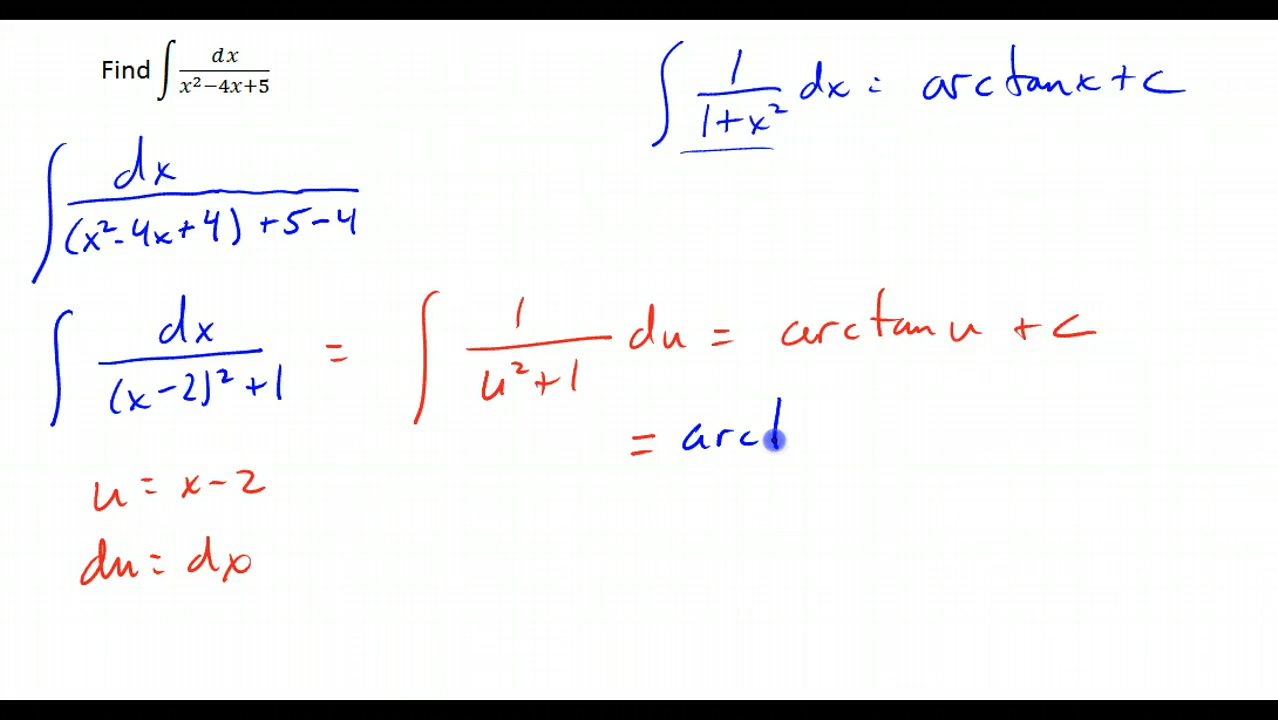 Find ∫ dx / (x²−4x+5)
∫ 1/(1+x²) dx = arctan x + c
∫ dx / ((x²-4x+4) +5-4)
∫ dx / ((x-2)²+1) = ∫ 1/(u²+1) du = arctan u + c
= arc
u = x-2
du = dx